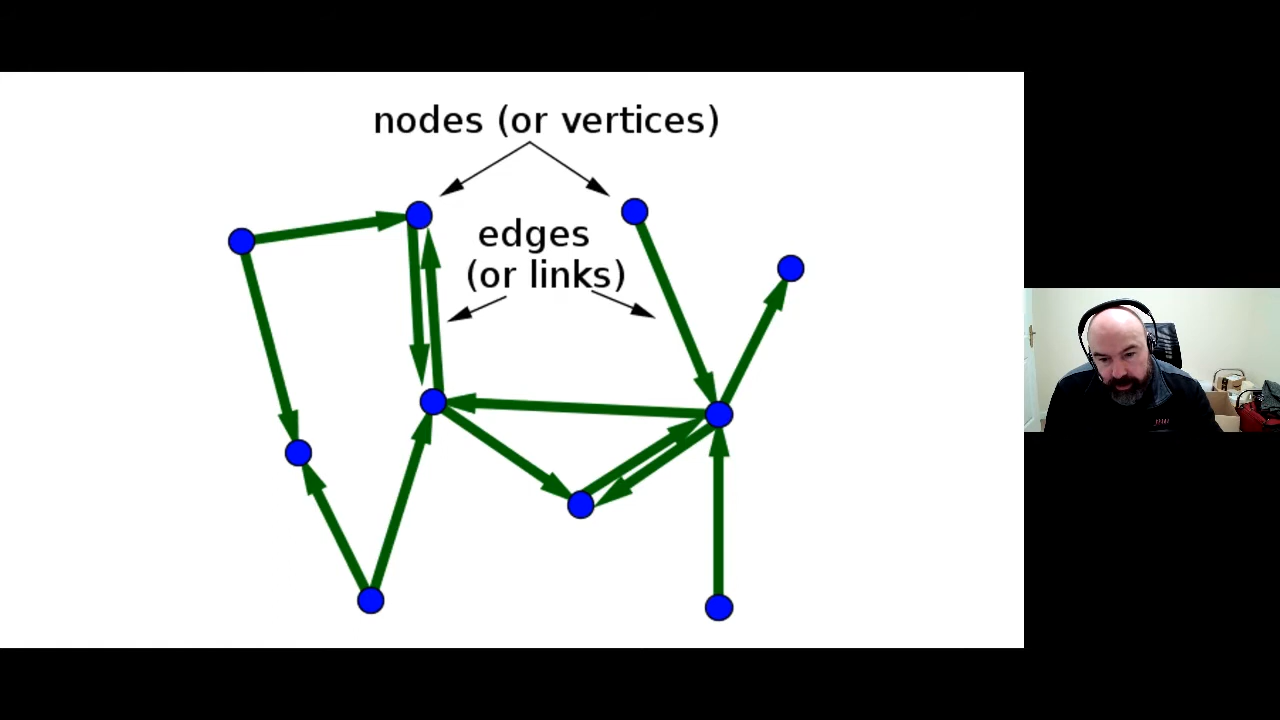 nodes (or vertices)
edges
(or links)